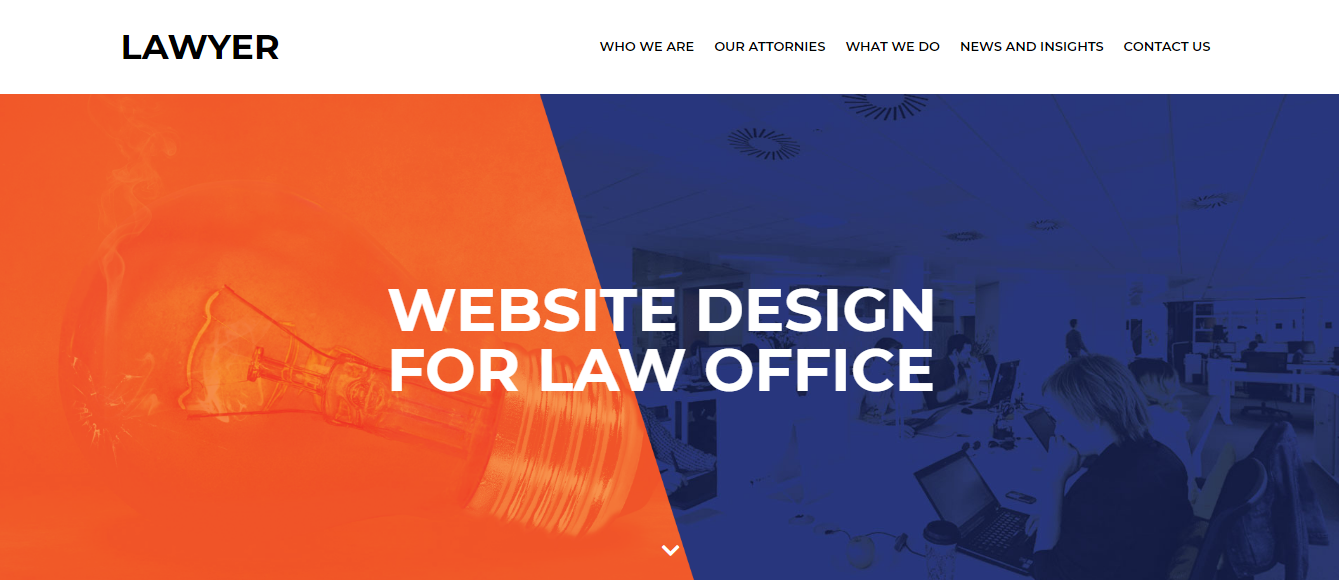 LAWYER
WHO WE ARE OUR ATTORNIES WHAT WE DO NEWS AND INSIGHTS CONTACT US
WEBSITE DESIGN
FOR LAW OFFICE